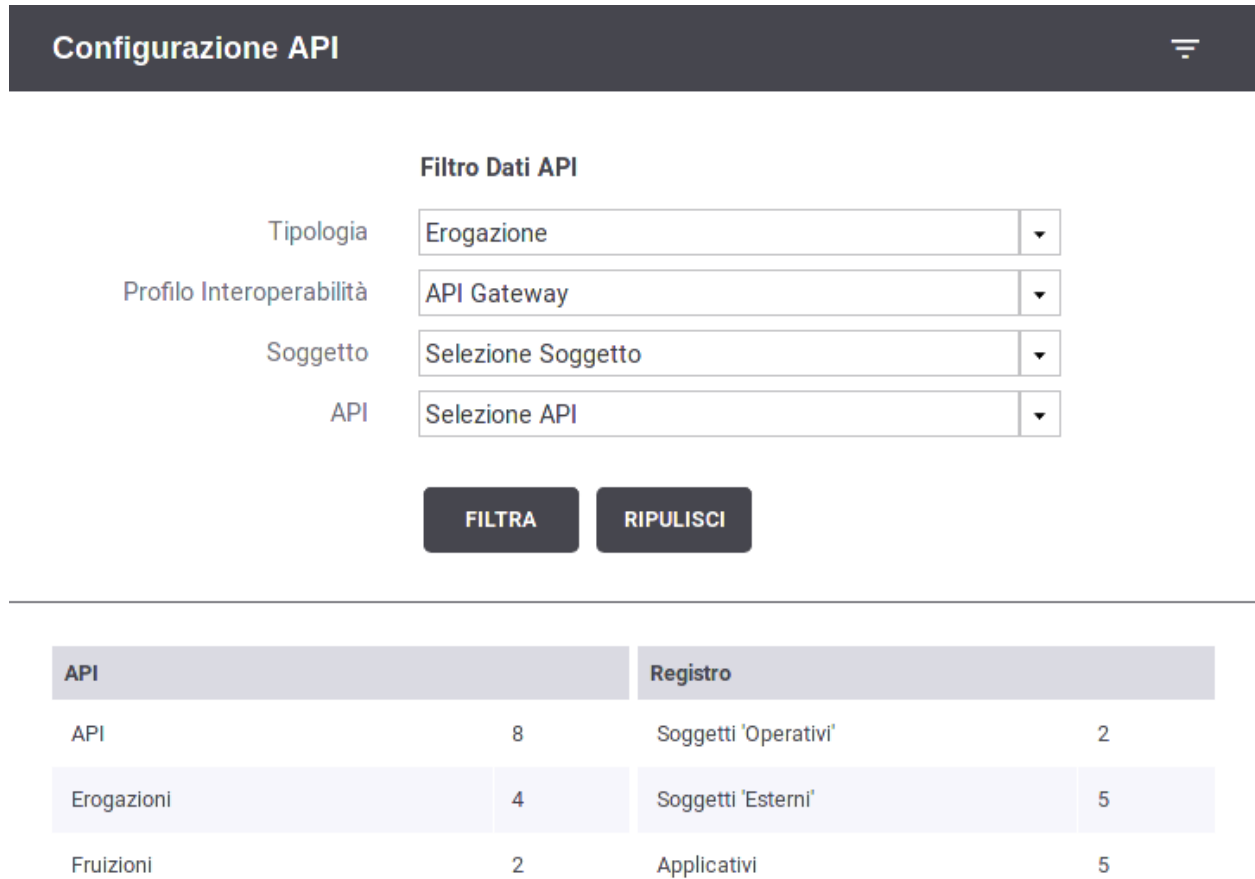 Configurazione API
Filtro Dati API
Tipologia Erogazione
Profilo Interoperabilità API Gateway
Soggetto Selezione Soggetto
API Selezione API
FILTRA RIPULISCI
API Registro
API 8 Soggetti 'Operativi' 2
Erogazioni 4 Soggetti 'Esterni' 5
Fruizioni 2 Applicativi 5